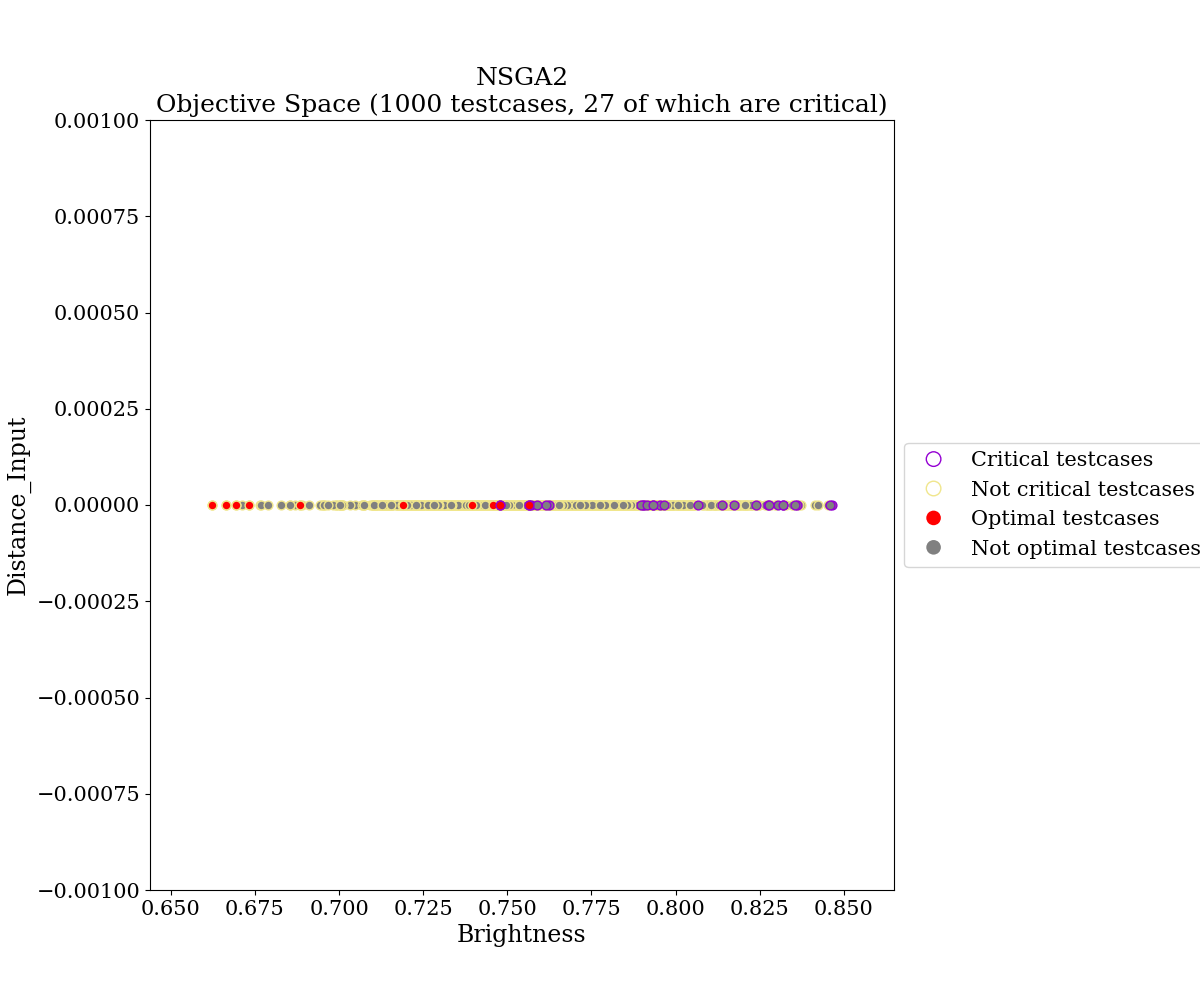 NSGA2
Objective Space (1000 testcases, 27 of which are critical)
0.00100
0.00075
0.00050
0.00025
0.00000
−0.00025
−0.00050
−0.00075
−0.00100
Distance_Input
0.650 0.675 0.700 0.725 0.750 0.775 0.800 0.825 0.850
Brightness
Critical testcases
Not critical testcases
Optimal testcases
Not optimal testcases